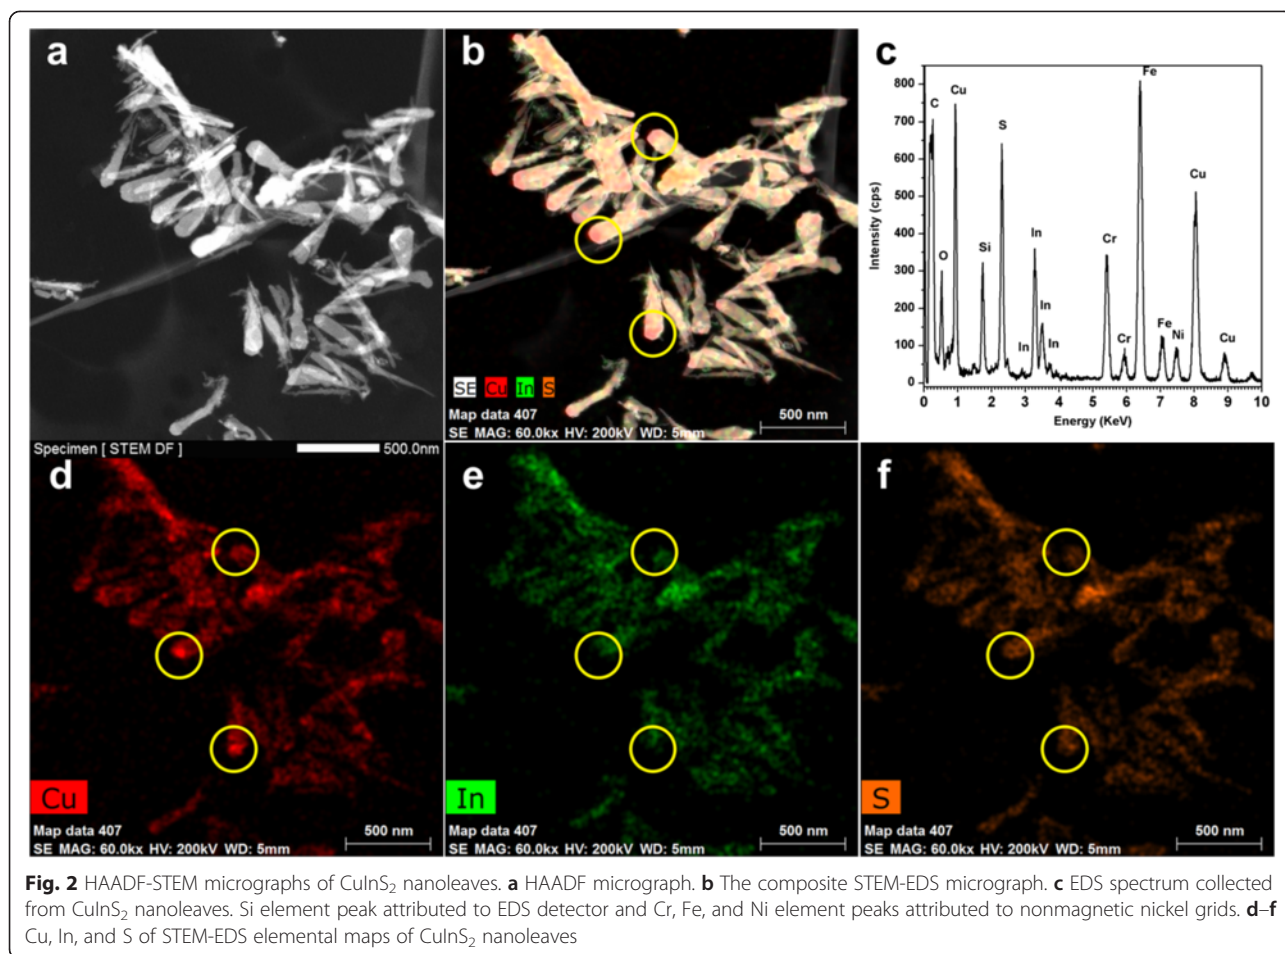 a
b
c
800
700
600
500
400
300
200
100
0
Intensity (cps)
C
O
Cu
Si
S
In
In
In
In
Cr
Cr
Fe
Fe
Ni
Cu
Cu
0 1 2 3 4 5 6 7 8 9 10
Energy (KeV)
SE Cu In S
Map data 407
500 nm
SE MAG: 60.0kx HV: 200kV WD: 5mm
Specimen [ STEM DF ] 500.0nm
d
e
f
Cu
Map data 407
500 nm
SE MAG: 60.0kx HV: 200kV WD: 5mm
In
Map data 407
500 nm
SE MAG: 60.0kx HV: 200kV WD: 5mm
S
Map data 407
500 nm
SE MAG: 60.0kx HV: 200kV WD: 5mm
Fig. 2 HAADF-STEM micrographs of CuInS₂ nanoleaves. a HAADF micrograph. b The composite STEM-EDS micrograph. c EDS spectrum collected
from CuInS₂ nanoleaves. Si element peak attributed to EDS detector and Cr, Fe, and Ni element peaks attributed to nonmagnetic nickel grids. d–f
Cu, In, and S of STEM-EDS elemental maps of CuInS₂ nanoleaves